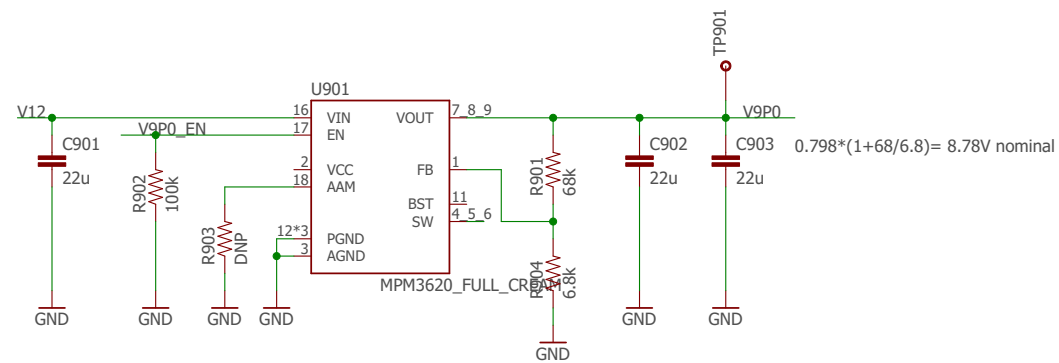 TP901
U901
V12
16
VIN
VOUT
7_8_9
V9P0
V9P0_EN
17
EN
C901
22u
R902
100k
2
VCC
18
AAM
FB
1
R901
68k
C902
22u
C903
22u
0.798*(1+68/6.8)= 8.78V nominal
BST
11
SW
4_5_6
R903
DNP
12*3
PGND
3
AGND
MPM3620_FULL_CREAM
R904
6.8k
GND
GND
GND
GND
GND
GND
GND